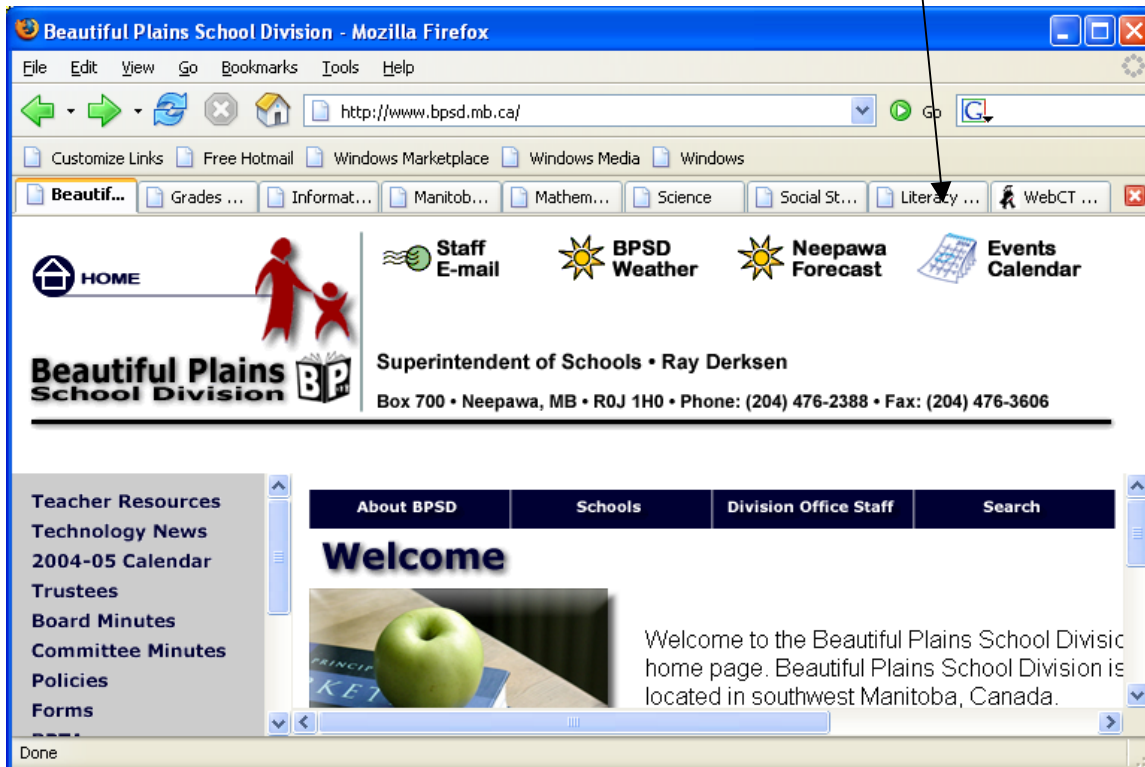 Beautiful Plains School Division - Mozilla Firefox
File Edit View Go Bookmarks Tools Help
http://www.bpsd.mb.ca/ Go G
Customize Links Free Hotmail Windows Marketplace Windows Media Windows
Beautif... Grades ... Informat... Manitob... Mathem... Science Social St... Literacy ... WebCT ...
HOME
Staff E-mail
BPSD Weather
Neepawa Forecast
Events Calendar
Beautiful Plains
School Division
BP
Superintendent of Schools • Ray Derksen
Box 700 • Neepawa, MB • R0J 1H0 • Phone: (204) 476-2388 • Fax: (204) 476-3606
Teacher Resources
Technology News
2004-05 Calendar
Trustees
Board Minutes
Committee Minutes
Policies
Forms
About BPSD Schools Division Office Staff Search
Welcome
PRINCIP
KET
Welcome to the Beautiful Plains School Divisio
home page. Beautiful Plains School Division is
located in southwest Manitoba, Canada.
Done